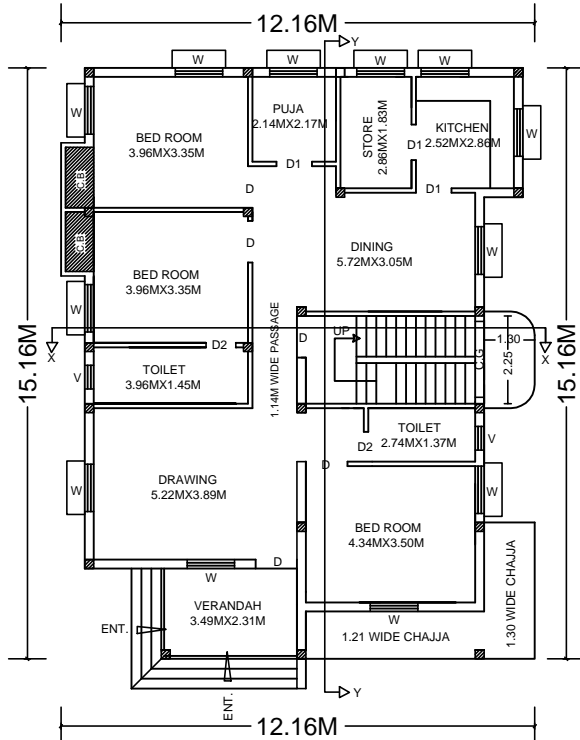 12.16M
Y
W
W
W
W
W
W
PUJA
2.14MX2.17M
BED ROOM
3.96MX3.35M
STORE
2.86MX1.83M
KITCHEN
2.52MX2.86M
C.B
D1
D1
D1
D
C.B
D
DINING
5.72MX3.05M
W
BED ROOM
3.96MX3.35M
W
15.16M
15.16M
1.14M WIDE PASSAGE
UP
D
D2
C.G
1.30
2.25
X
X
V
TOILET
3.96MX1.45M
TOILET
2.74MX1.37M
D2
V
D
W
DRAWING
5.22MX3.89M
W
BED ROOM
4.34MX3.50M
D
W
VERANDAH
3.49MX2.31M
ENT.
ENT.
W
1.21 WIDE CHAJJA
1.30 WIDE CHAJJA
Y
12.16M